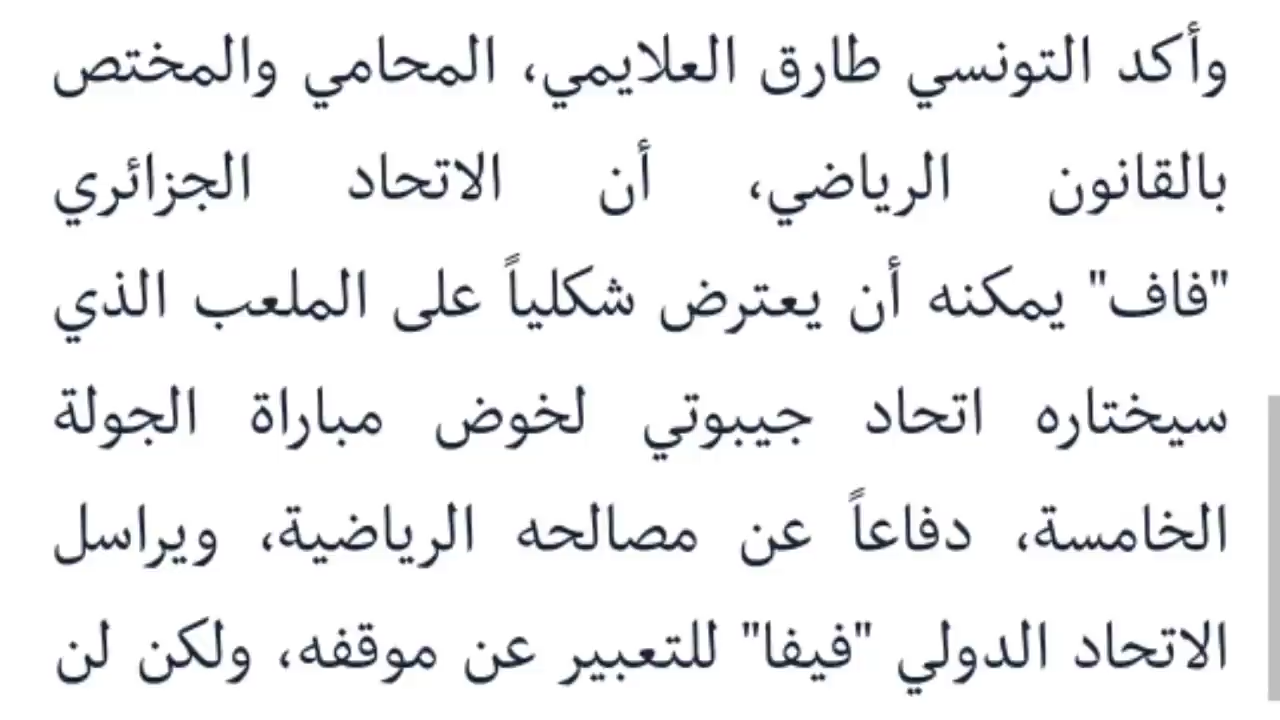 وأكد التونسي طارق العلايمي، المحامي والمختص
بالقانون الرياضي، أن الاتحاد الجزائري
"فاف" يمكنه أن يعترض شكلياً على الملعب الذي
سيختاره اتحاد جيبوتي لخوض مباراة الجولة
الخامسة، دفاعاً عن مصالحه الرياضية، ويراسل
الاتحاد الدولي "فيفا" للتعبير عن موقفه، ولكن لن